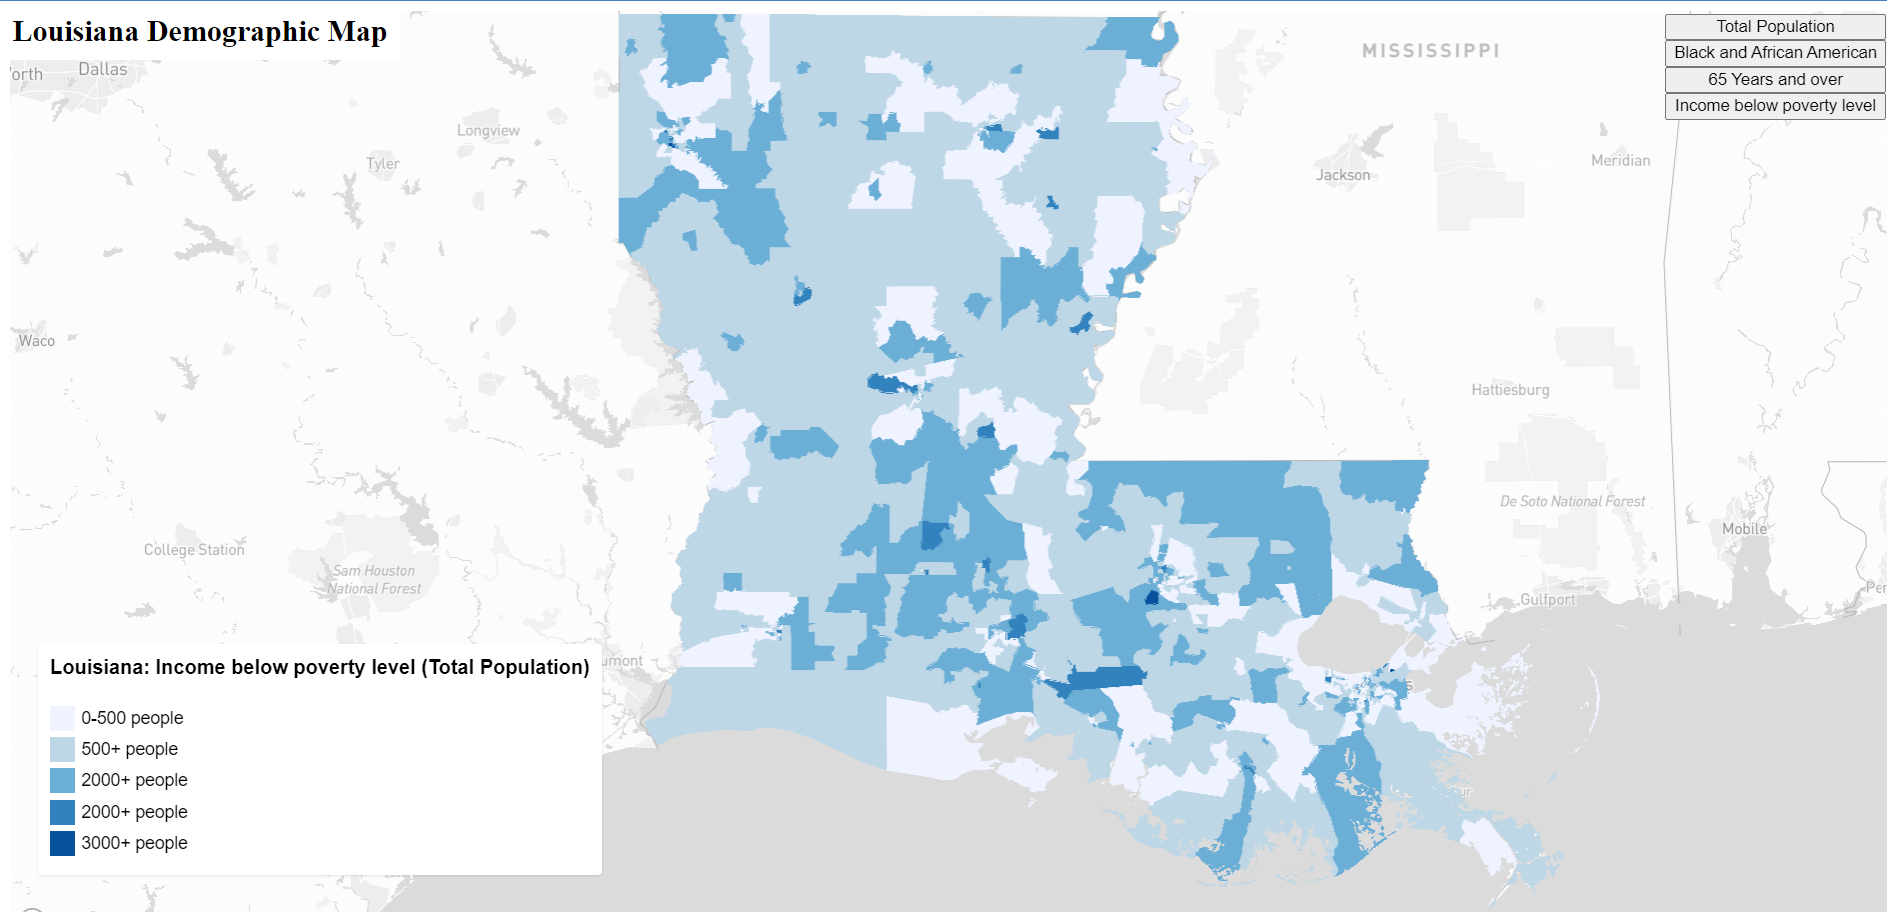 Louisiana Demographic Map
Total Population
Black and African American
65 Years and over
Income below poverty level
MISSISSIPPI
orth
Dallas
Longview
Tyler
Jackson
Meridian
Waco
Hattiesburg
De Soto National Forest
Mobile
College Station
Sam Houston
National Forest
Gulfport
Pen
umont
S
ur
Louisiana: Income below poverty level (Total Population)
0-500 people
500+ people
2000+ people
2000+ people
3000+ people